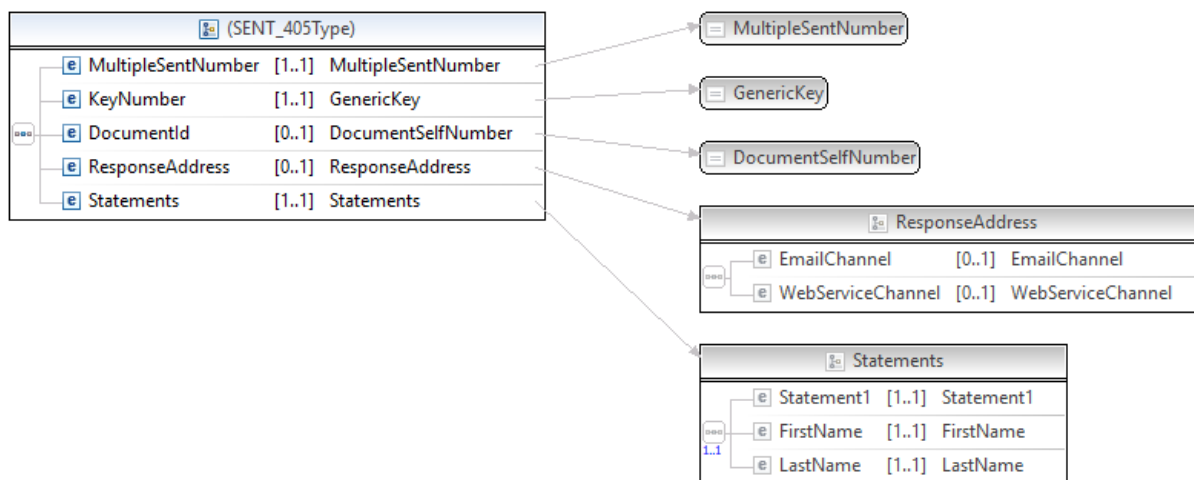 (SENT_405Type)
e MultipleSentNumber [1..1] MultipleSentNumber
e KeyNumber [1..1] GenericKey
e DocumentId [0..1] DocumentSelfNumber
e ResponseAddress [0..1] ResponseAddress
e Statements [1..1] Statements
MultipleSentNumber
GenericKey
DocumentSelfNumber
ResponseAddress
e EmailChannel [0..1] EmailChannel
e WebServiceChannel [0..1] WebServiceChannel
Statements
e Statement1 [1..1] Statement1
e FirstName [1..1] FirstName
1..1
e LastName [1..1] LastName